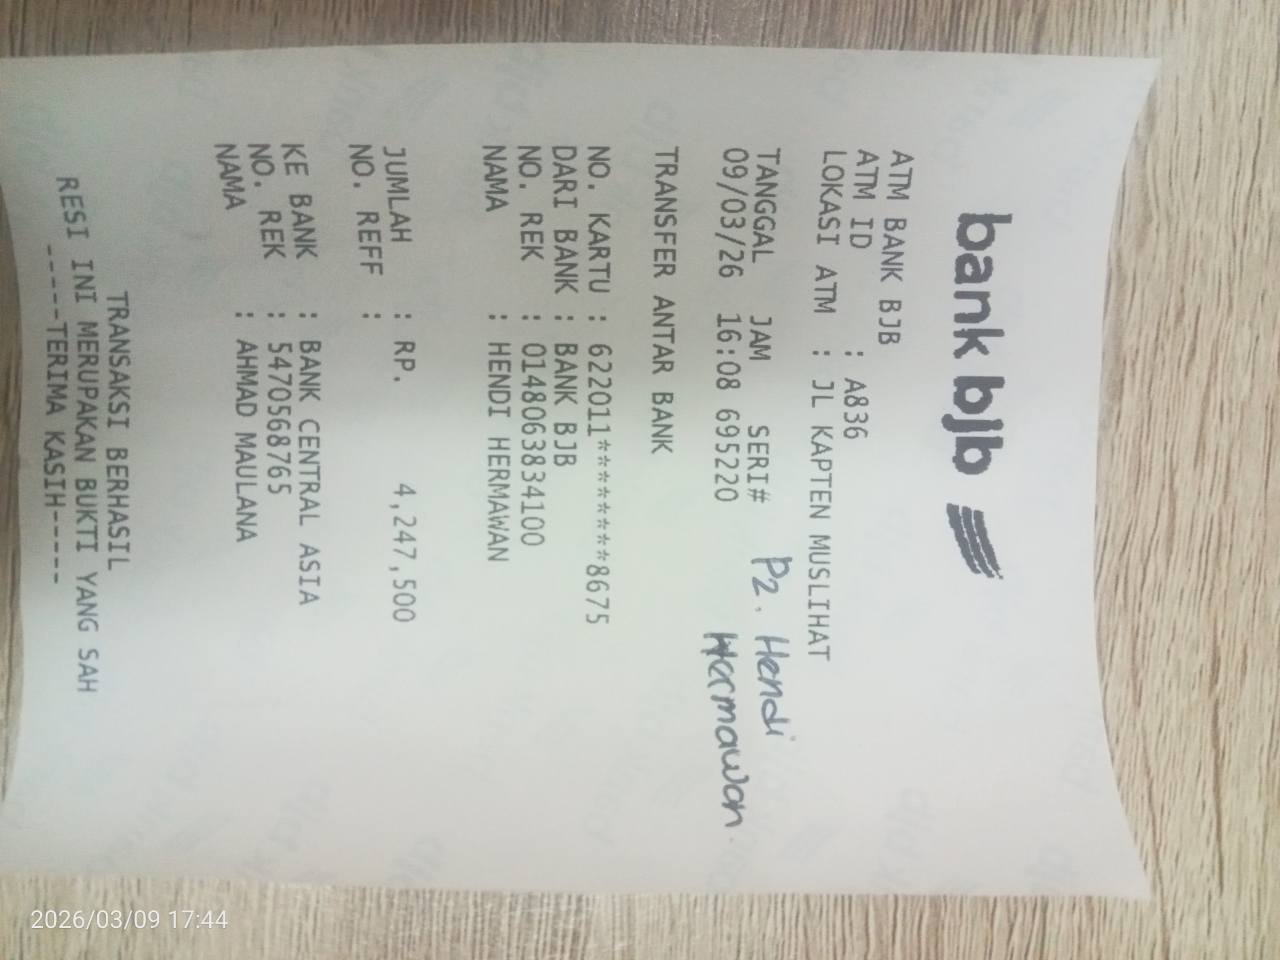 bank bjb
ATM BANK BJB
ATM ID : A836
LOKASI ATM : JL KAPTEN MUSLIHAT
TANGGAL JAM SERI#
09/03/26 16:08 695220
P2. Hendi
Hermawan.
TRANSFER ANTAR BANK
NO. KARTU : 622011********8675
DARI BANK : BANK BJB
NO. REK : 0148063834100
NAMA : HENDI HERMAWAN
JUMLAH : RP. 4,247,500
NO. REFF :
KE BANK : BANK CENTRAL ASIA
NO. REK : 5470568765
NAMA : AHMAD MAULANA
TRANSAKSI BERHASIL
RESI INI MERUPAKAN BUKTI YANG SAH
-----TERIMA KASIH-----
2026/03/09 17:44